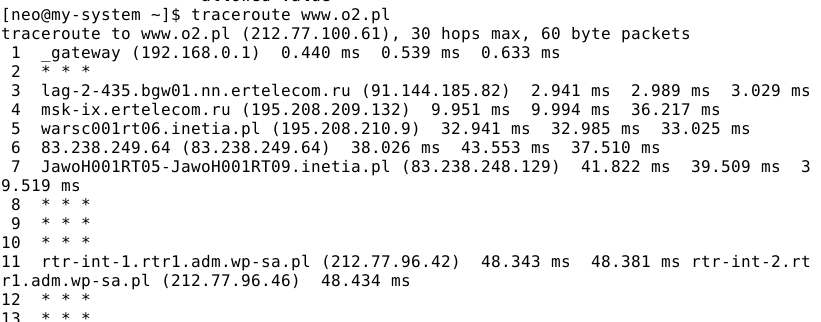 [neo@my-system ~]$ traceroute www.o2.pl
traceroute to www.o2.pl (212.77.100.61), 30 hops max, 60 byte packets
 1  _gateway (192.168.0.1)  0.440 ms  0.539 ms  0.633 ms
 2  * * *
 3  lag-2-435.bgw01.nn.ertelecom.ru (91.144.185.82)  2.941 ms  2.989 ms  3.029 ms
 4  msk-ix.ertelecom.ru (195.208.209.132)  9.951 ms  9.994 ms  36.217 ms
 5  warsc001rt06.inetia.pl (195.208.210.9)  32.941 ms  32.985 ms  33.025 ms
 6  83.238.249.64 (83.238.249.64)  38.026 ms  43.553 ms  37.510 ms
 7  JawoH001RT05-JawoH001RT09.inetia.pl (83.238.248.129)  41.822 ms  39.509 ms  3
9.519 ms
 8  * * *
 9  * * *
10  * * *
11  rtr-int-1.rtr1.adm.wp-sa.pl (212.77.96.42)  48.343 ms  48.381 ms rtr-int-2.rt
r1.adm.wp-sa.pl (212.77.96.46)  48.434 ms
12  * * *
13  * * *